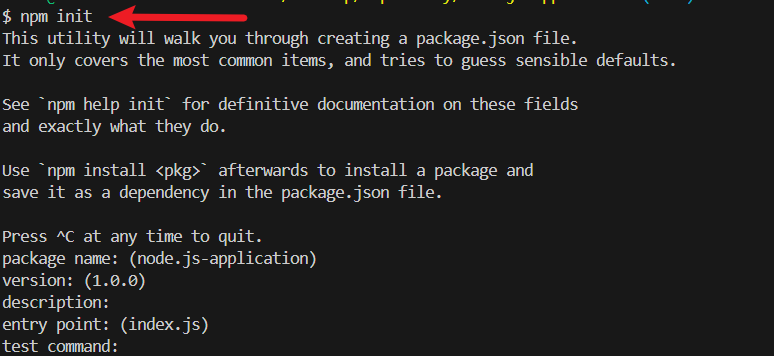 $ npm init
This utility will walk you through creating a package.json file.
It only covers the most common items, and tries to guess sensible defaults.
See `npm help init` for definitive documentation on these fields
and exactly what they do.
Use `npm install <pkg>` afterwards to install a package and
save it as a dependency in the package.json file.
Press ^C at any time to quit.
package name: (node.js-application)
version: (1.0.0)
description:
entry point: (index.js)
test command: